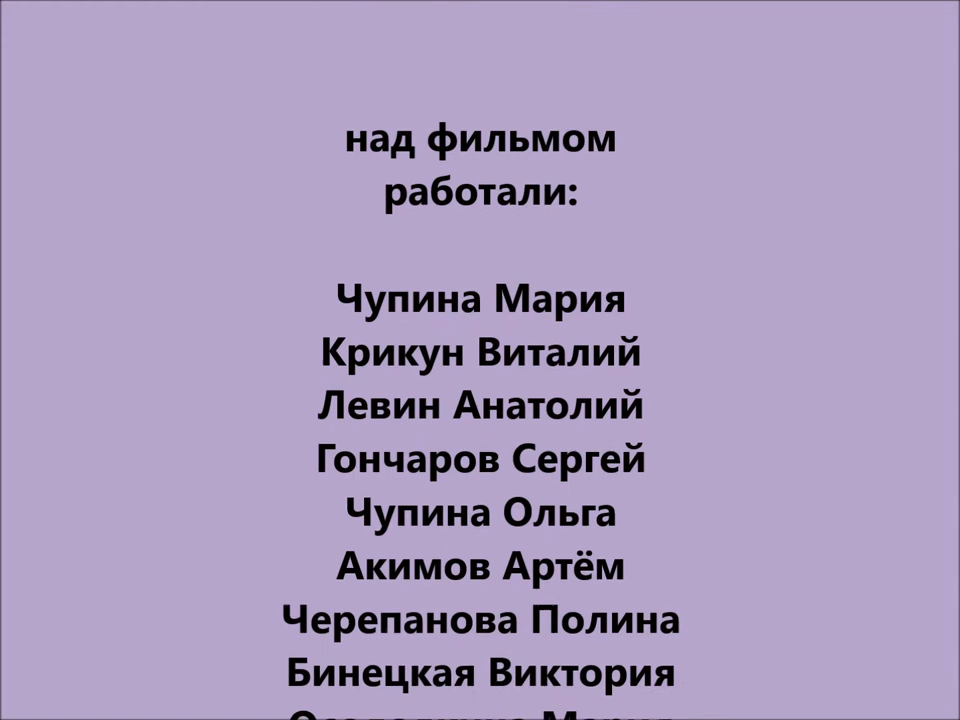 над фильмом
работали:
Чупина Мария
Крикун Виталий
Левин Анатолий
Гончаров Сергей
Чупина Ольга
Акимов Артём
Черепанова Полина
Бинецкая Виктория